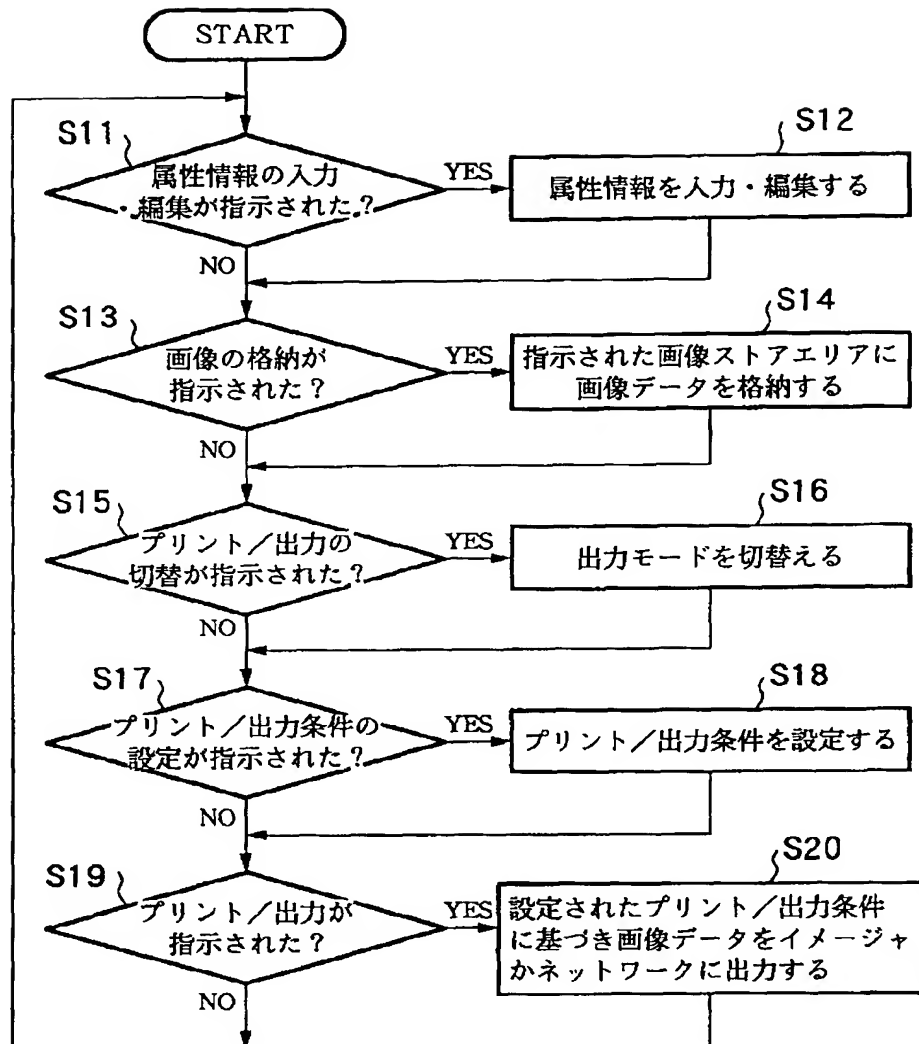 START
S11
属性情報の入力
・編集が指示された？
YES
S12
属性情報を入力・編集する
NO
S13
画像の格納が
指示された？
YES
S14
指示された画像ストアエリアに
画像データを格納する
NO
S15
プリント／出力の
切替が指示された？
YES
S16
出力モードを切替える
NO
S17
プリント／出力条件の
設定が指示された？
YES
S18
プリント／出力条件を設定する
NO
S19
プリント／出力が
指示された？
YES
S20
設定されたプリント／出力条件
に基づき画像データをイメージャ
かネットワークに出力する
NO